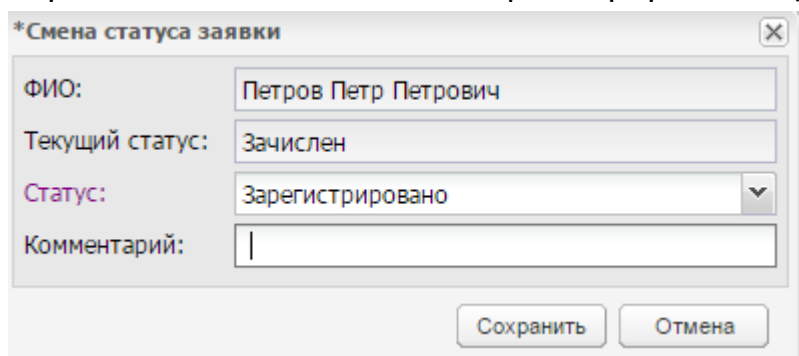 *Смена статуса заявки
ФИО: Петров Петр Петрович
Текущий статус: Зачислен
Статус: Зарегистрировано
Комментарий:
Сохранить Отмена